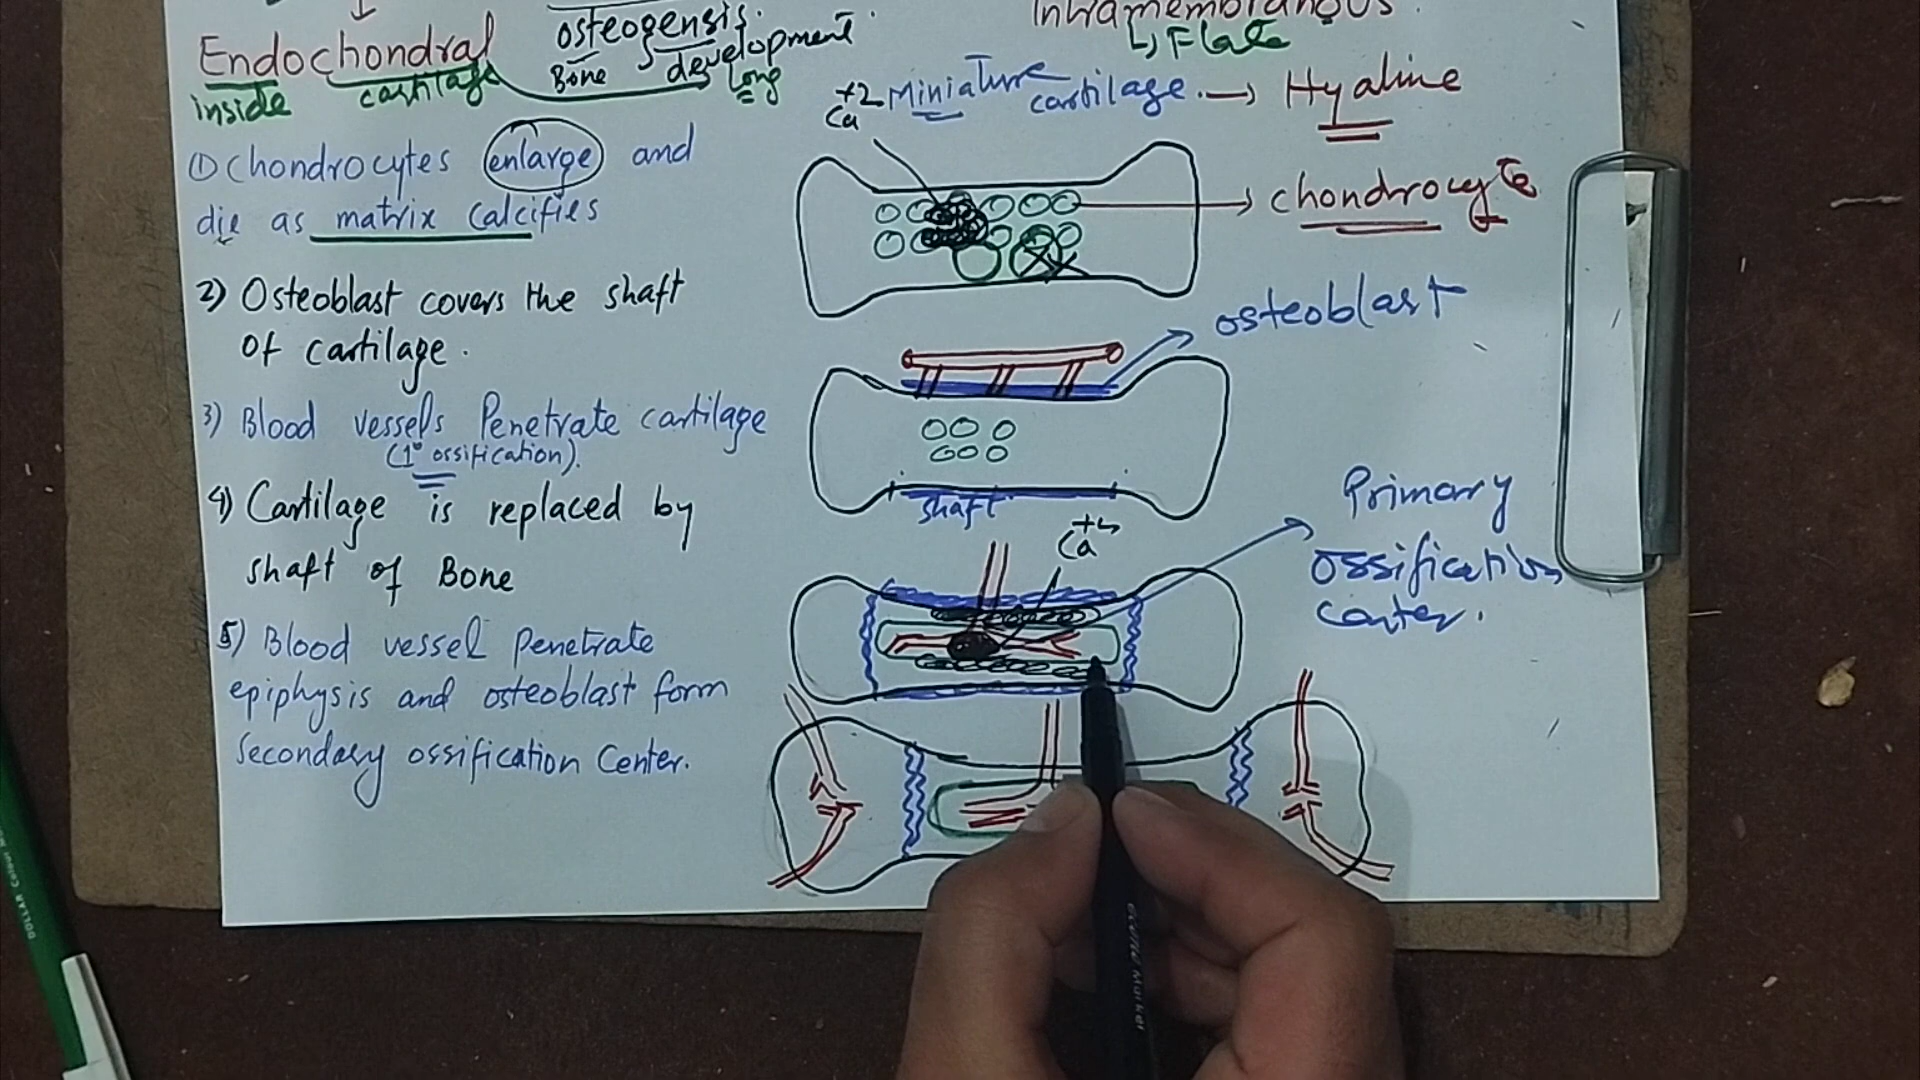 Endochondral
inside cartilage
osteogensis.
Bone development
long
Intramembranous
↳ Flate
Ca+2
Miniature cartilage. → Hyaline
① Chondrocytes enlarge and
die as matrix calcifies
→ chondrocyte
2) Osteoblast covers the shaft
Of cartilage.
osteoblast
3) Blood vessels Penetrate cartilage
(1° ossification).
shaft
4) Cartilage is replaced by
shaft of Bone
Ca
Primary
ossification
center.
5) Blood vessel penetrate
epiphysis and osteoblast form
Secondary ossification Center.
DOLLAR
Marker